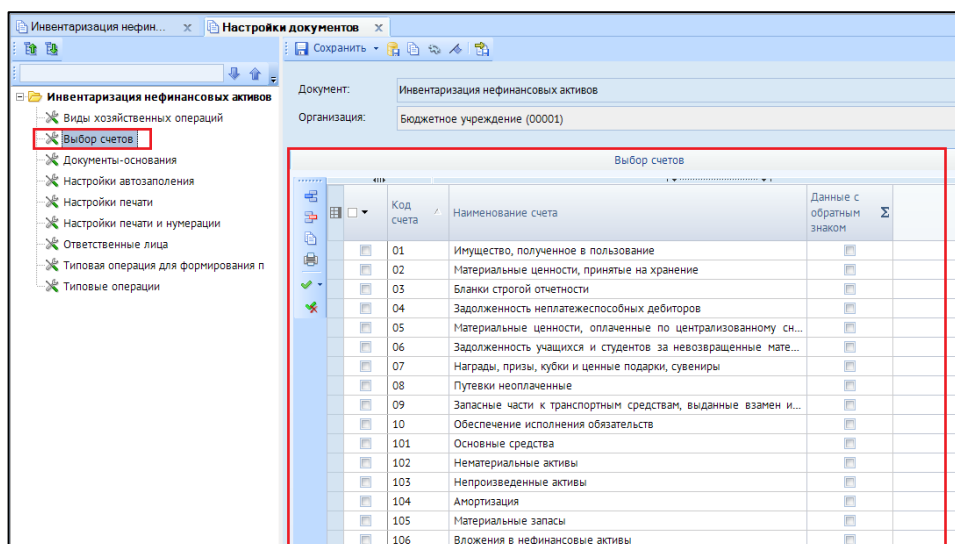 Инвентаризация нефин... x Настройки документов x
Сохранить
Инвентаризация нефинансовых активов
Виды хозяйственных операций
Выбор счетов
Документы-основания
Настройки автозаполения
Настройки печати
Настройки печати и нумерации
Ответственные лица
Типовая операция для формирования п
Типовые операции
Документ: Инвентаризация нефинансовых активов
Организация: Бюджетное учреждение (00001)
Выбор счетов
Код счета Наименование счета Данные с обратным знаком Σ
01 Имущество, полученное в пользование
02 Материальные ценности, принятые на хранение
03 Бланки строгой отчетности
04 Задолженность неплатежеспособных дебиторов
05 Материальные ценности, оплаченные по централизованному сн...
06 Задолженность учащихся и студентов за невозвращенные мате...
07 Награды, призы, кубки и ценные подарки, сувениры
08 Путевки неоплаченные
09 Запасные части к транспортным средствам, выданные взамен и...
10 Обеспечение исполнения обязательств
101 Основные средства
102 Нематериальные активы
103 Непроизведенные активы
104 Амортизация
105 Материальные запасы
106 Вложения в нефинансовые активы